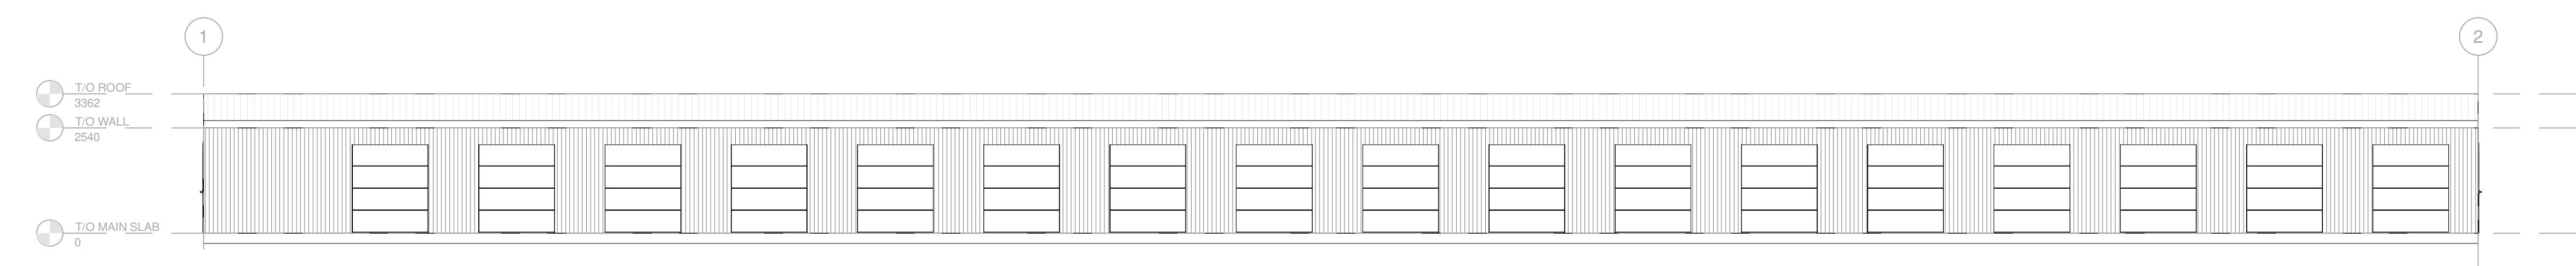 1
2
T/O ROOF
3362
T/O WALL
2540
T/O MAIN SLAB
0